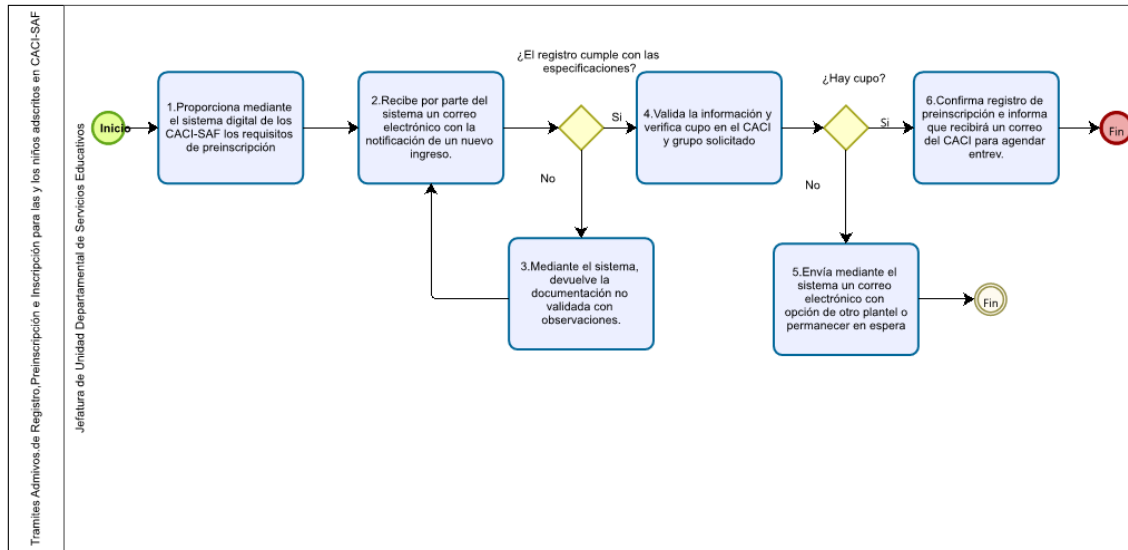 Tramites Admivos.de Registro,Preinscripción e Inscripción para las y los niños adscritos en CACI-SAF
Jefatura de Unidad Departamental de Servicios Educativos
Inicio
1.Proporciona mediante
el sistema digital de los
CACI-SAF los requisitos
de preinscripción
2.Recibe por parte del
sistema un correo
electrónico con la
notificación de un nuevo
ingreso.
¿El registro cumple con las
especificaciones?
Si
No
3.Mediante el sistema,
devuelve la
documentación no
validada con
observaciones.
4.Valida la información y
verifica cupo en el CACI
y grupo solicitado
¿Hay cupo?
Si
No
5.Envía mediante el
sistema un correo
electrónico con
opción de otro plantel o
permanecer en espera
Fin
6.Confirma registro de
preinscripción e informa
que recibirá un correo
del CACI para agendar
entrev.
Fin